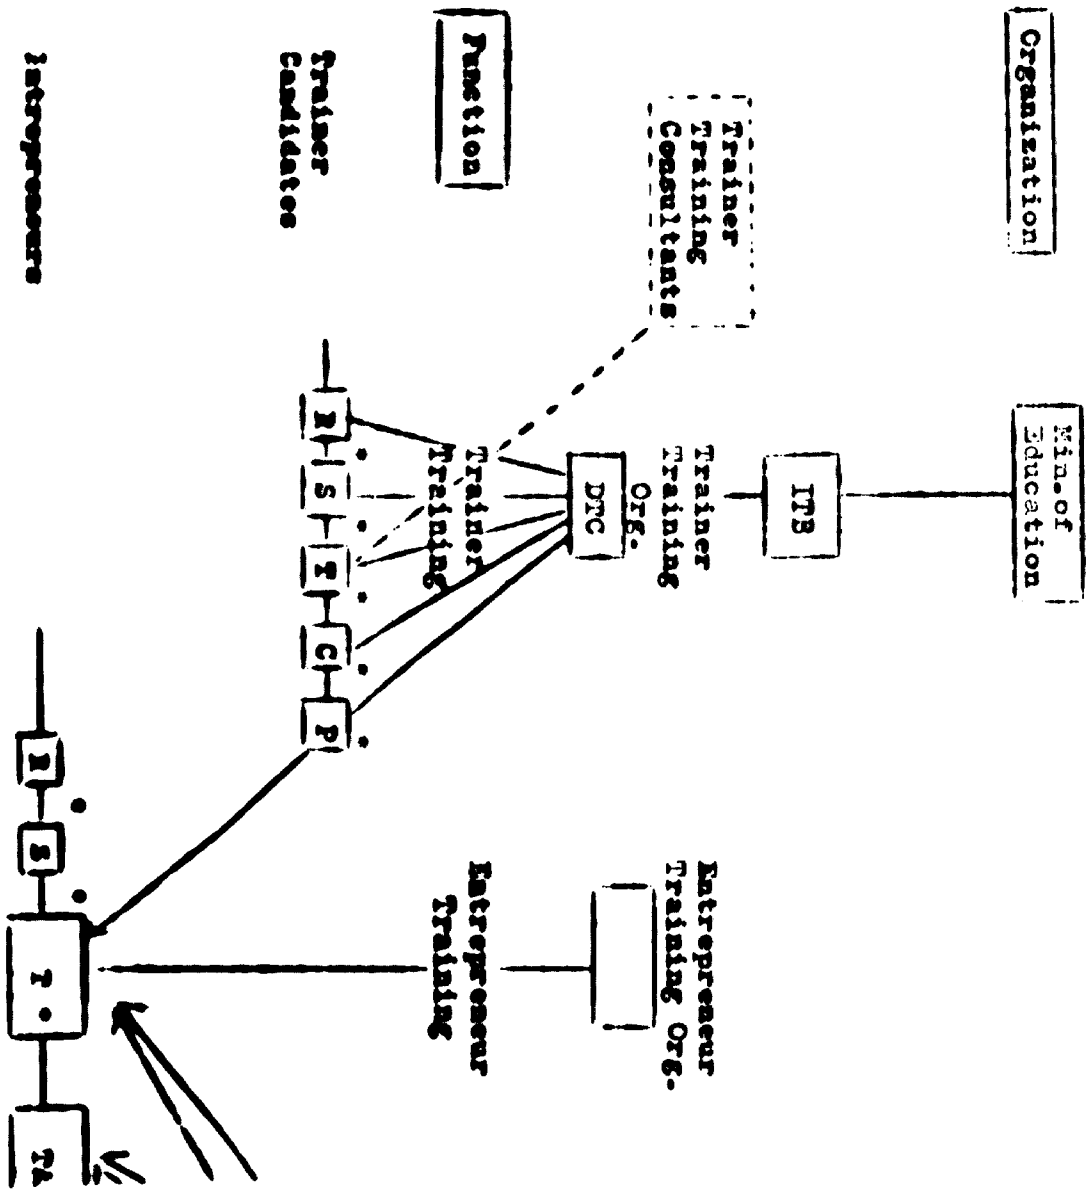 Organization
Min.of
Education
ITB
Trainer
Training
Consultants
Trainer
Training
Org.
DTC
Entrepreneur
Training Org.
Function
Trainer
Training
Entrepreneur
Training
Trainer
Candidates
S
T
C
P
Entrepreneurs
S
T